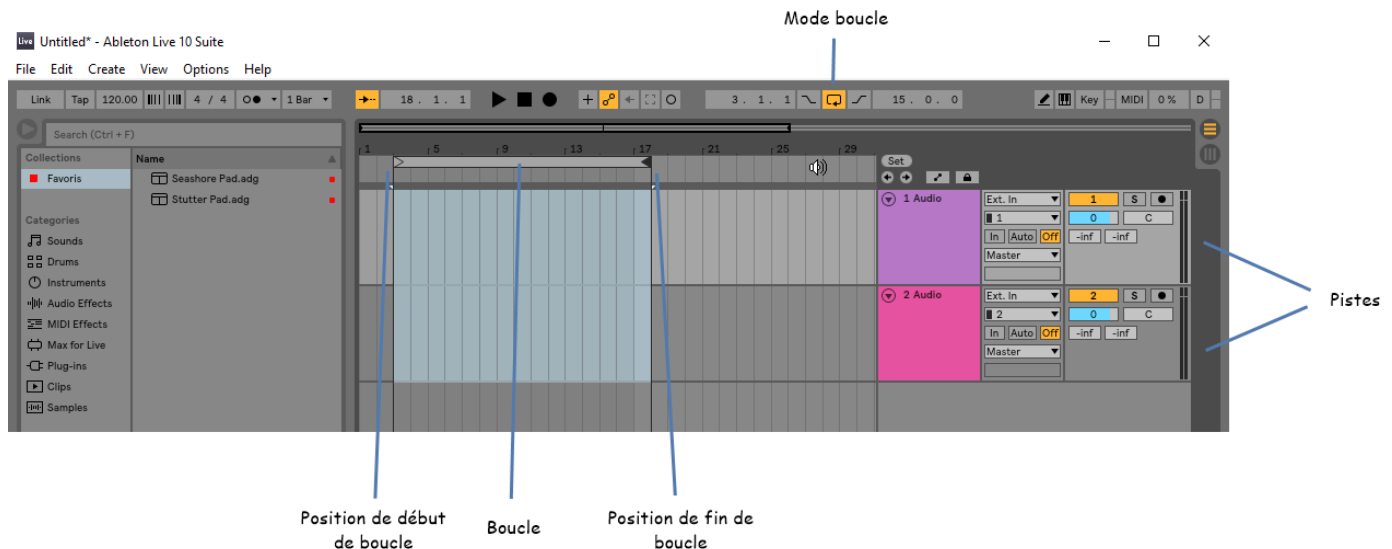 Mode boucle
Live Untitled* - Ableton Live 10 Suite
File Edit Create View Options Help
Link Tap 120.00 4 / 4 1 Bar 18 . 1 . 1 3 . 1 . 1 15 . 0 . 0 Key MIDI 0 % D
Search (Ctrl + F)
Collections
Favoris
Categories
Sounds
Drums
Instruments
Audio Effects
MIDI Effects
Max for Live
Plug-ins
Clips
Samples
Name
Seashore Pad.adg
Stutter Pad.adg
1 5 9 13 17 21 25 29
Set
1 Audio Ext. In 1 S
1 0 C
In Auto Off -inf -inf
Master
2 Audio Ext. In 2 S
2 0 C
In Auto Off -inf -inf
Master
Pistes
Position de début
de boucle
Boucle
Position de fin de
boucle